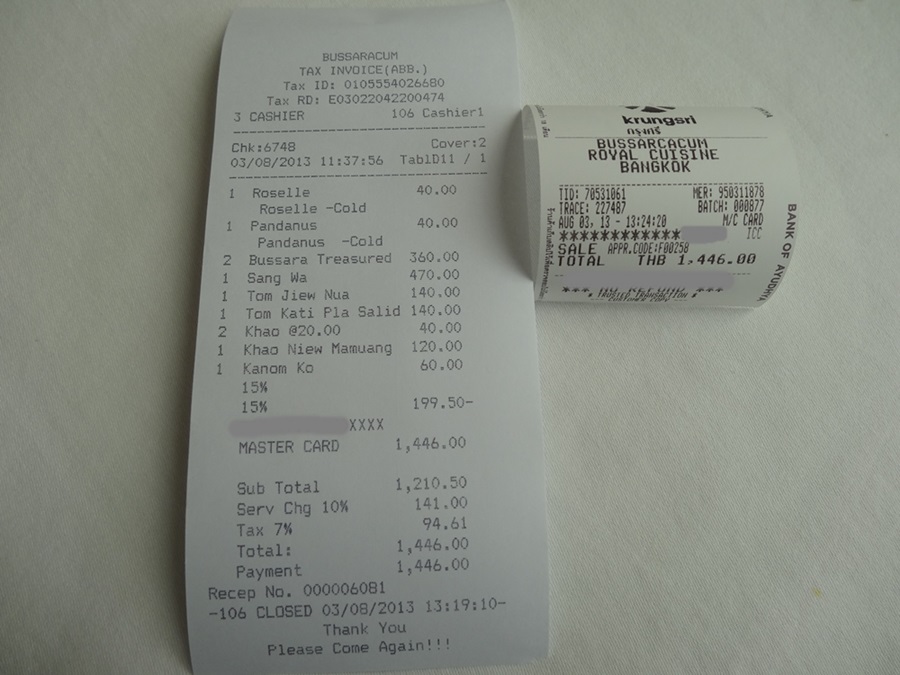 BUSSARACUM
TAX INVOICE(ABB.)
Tax ID: 0105554026680
Tax RD: E03022042200474
3 CASHIER 106 Cashier1
Chk:6748 Cover:2
03/08/2013 11:37:56 TablD11 / 1
1 Roselle 40.00
Roselle -Cold
1 Pandanus 40.00
Pandanus -Cold
2 Bussara Treasured 360.00
1 Sang Wa 470.00
1 Tom Jiew Nua 140.00
1 Tom Kati Pla Salid 140.00
2 Khao @20.00 40.00
1 Khao Niew Mamuang 120.00
1 Kanom Ko 60.00
15%
15% 199.50-
XXXX
MASTER CARD 1,446.00
Sub Total 1,210.50
Serv Chg 10% 141.00
Tax 7% 94.61
Total: 1,446.00
Payment 1,446.00
Recep No. 000006081
-106 CLOSED 03/08/2013 13:19:10-
Thank You
Please Come Again!!!
krungsri
กรุงศรี
BUSSARCACUM
ROYAL CUISINE
BANGKOK
TID: 70531061 MER: 950311878
TRACE: 227487 BATCH: 000877
AUG 03, 13 - 13:24:20 M/C CARD
************ ICC
SALE APPR.CODE:F00258
TOTAL THB 1,446.00
TRUSTED TRANSACTION
CUSTOMER COPY
BANK OF AYUDHYA